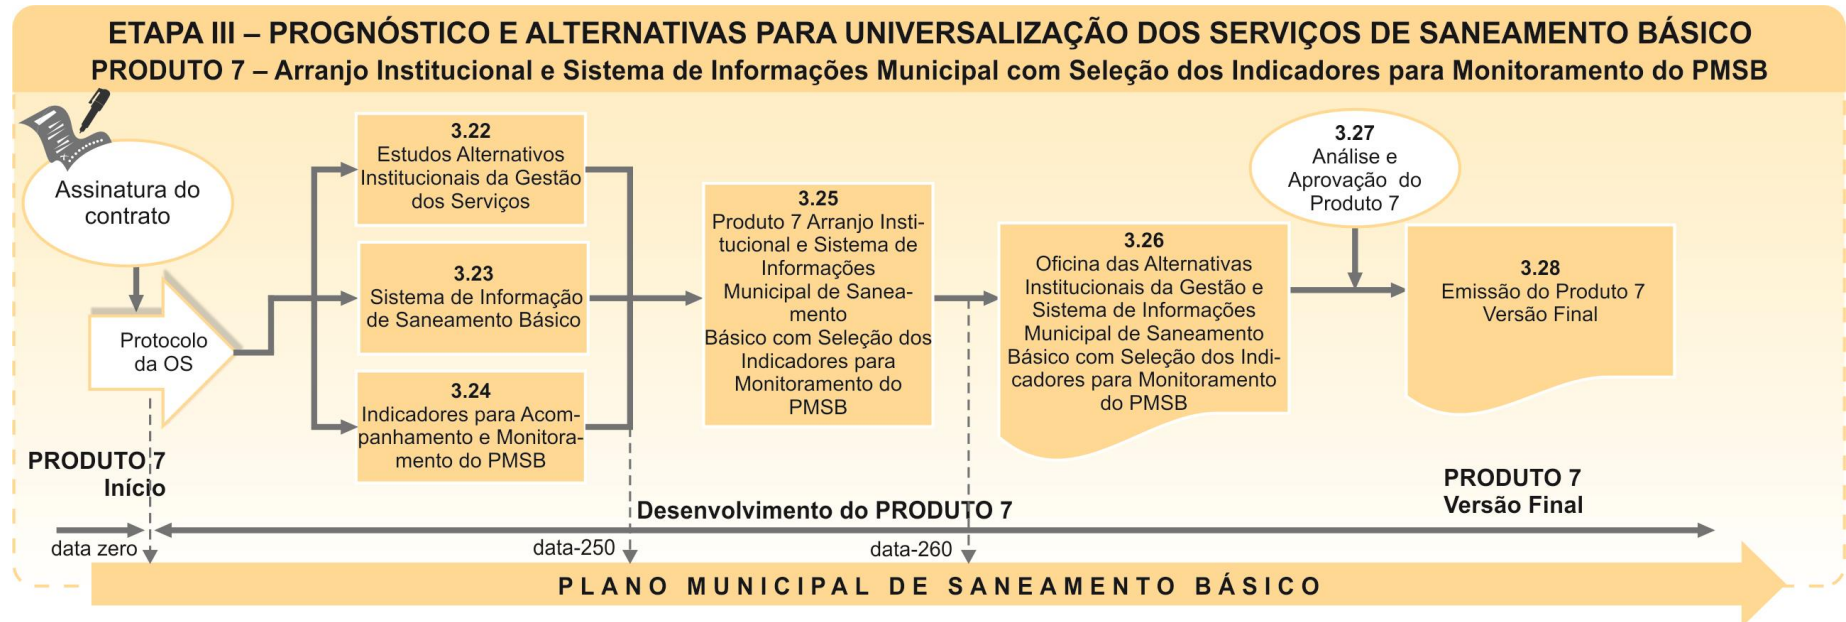 ETAPA III – PROGNÓSTICO E ALTERNATIVAS PARA UNIVERSALIZAÇÃO DOS SERVIÇOS DE SANEAMENTO BÁSICO
PRODUTO 7 – Arranjo Institucional e Sistema de Informações Municipal com Seleção dos Indicadores para Monitoramento do PMSB
Assinatura do
contrato
Protocolo
da OS
3.22
Estudos Alternativos
Institucionais da Gestão
dos Serviços
3.23
Sistema de Informação
de Saneamento Básico
3.24
Indicadores para Acom-
panhamento e Monitora-
mento do PMSB
3.25
Produto 7 Arranjo Insti-
tucional e Sistema de
Informações
Municipal de Sanea-
mento
Básico com Seleção dos
Indicadores para
Monitoramento do
PMSB
3.26
Oficina das Alternativas
Institucionais da Gestão e
Sistema de Informações
Municipal de Saneamento
Básico com Seleção dos Indi-
cadores para Monitoramento
do PMSB
3.27
Análise e
Aprovação do
Produto 7
3.28
Emissão do Produto 7
Versão Final
PRODUTO 7
Início
Desenvolvimento do PRODUTO 7
PRODUTO 7
Versão Final
data zero
data-250
data-260
PLANO MUNICIPAL DE SANEAMENTO BÁSICO